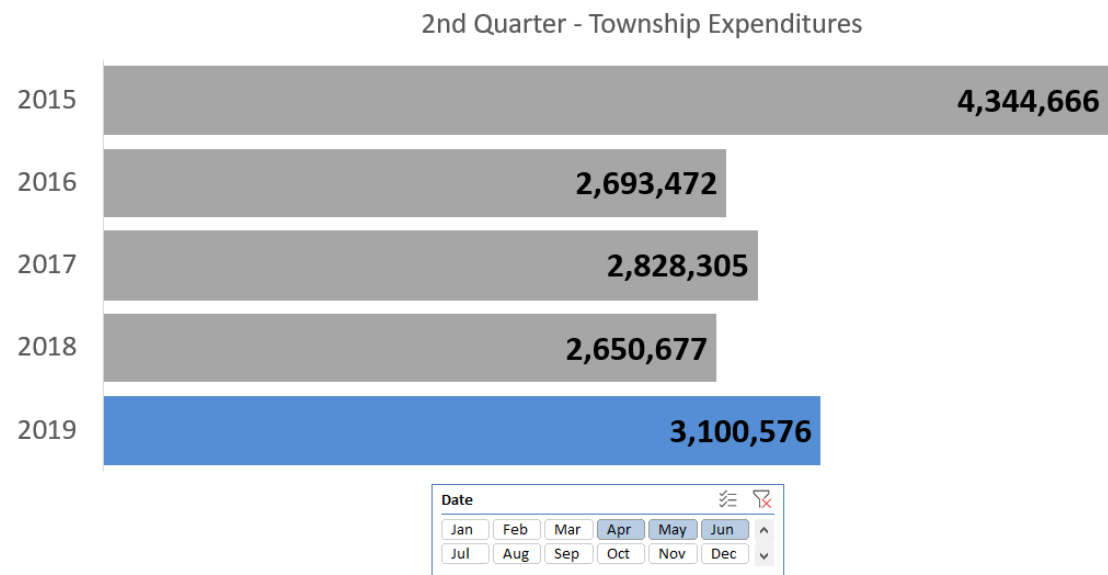 2nd Quarter - Township Expenditures
2015 4,344,666
2016 2,693,472
2017 2,828,305
2018 2,650,677
2019 3,100,576
Date
Jan Feb Mar Apr May Jun
Jul Aug Sep Oct Nov Dec